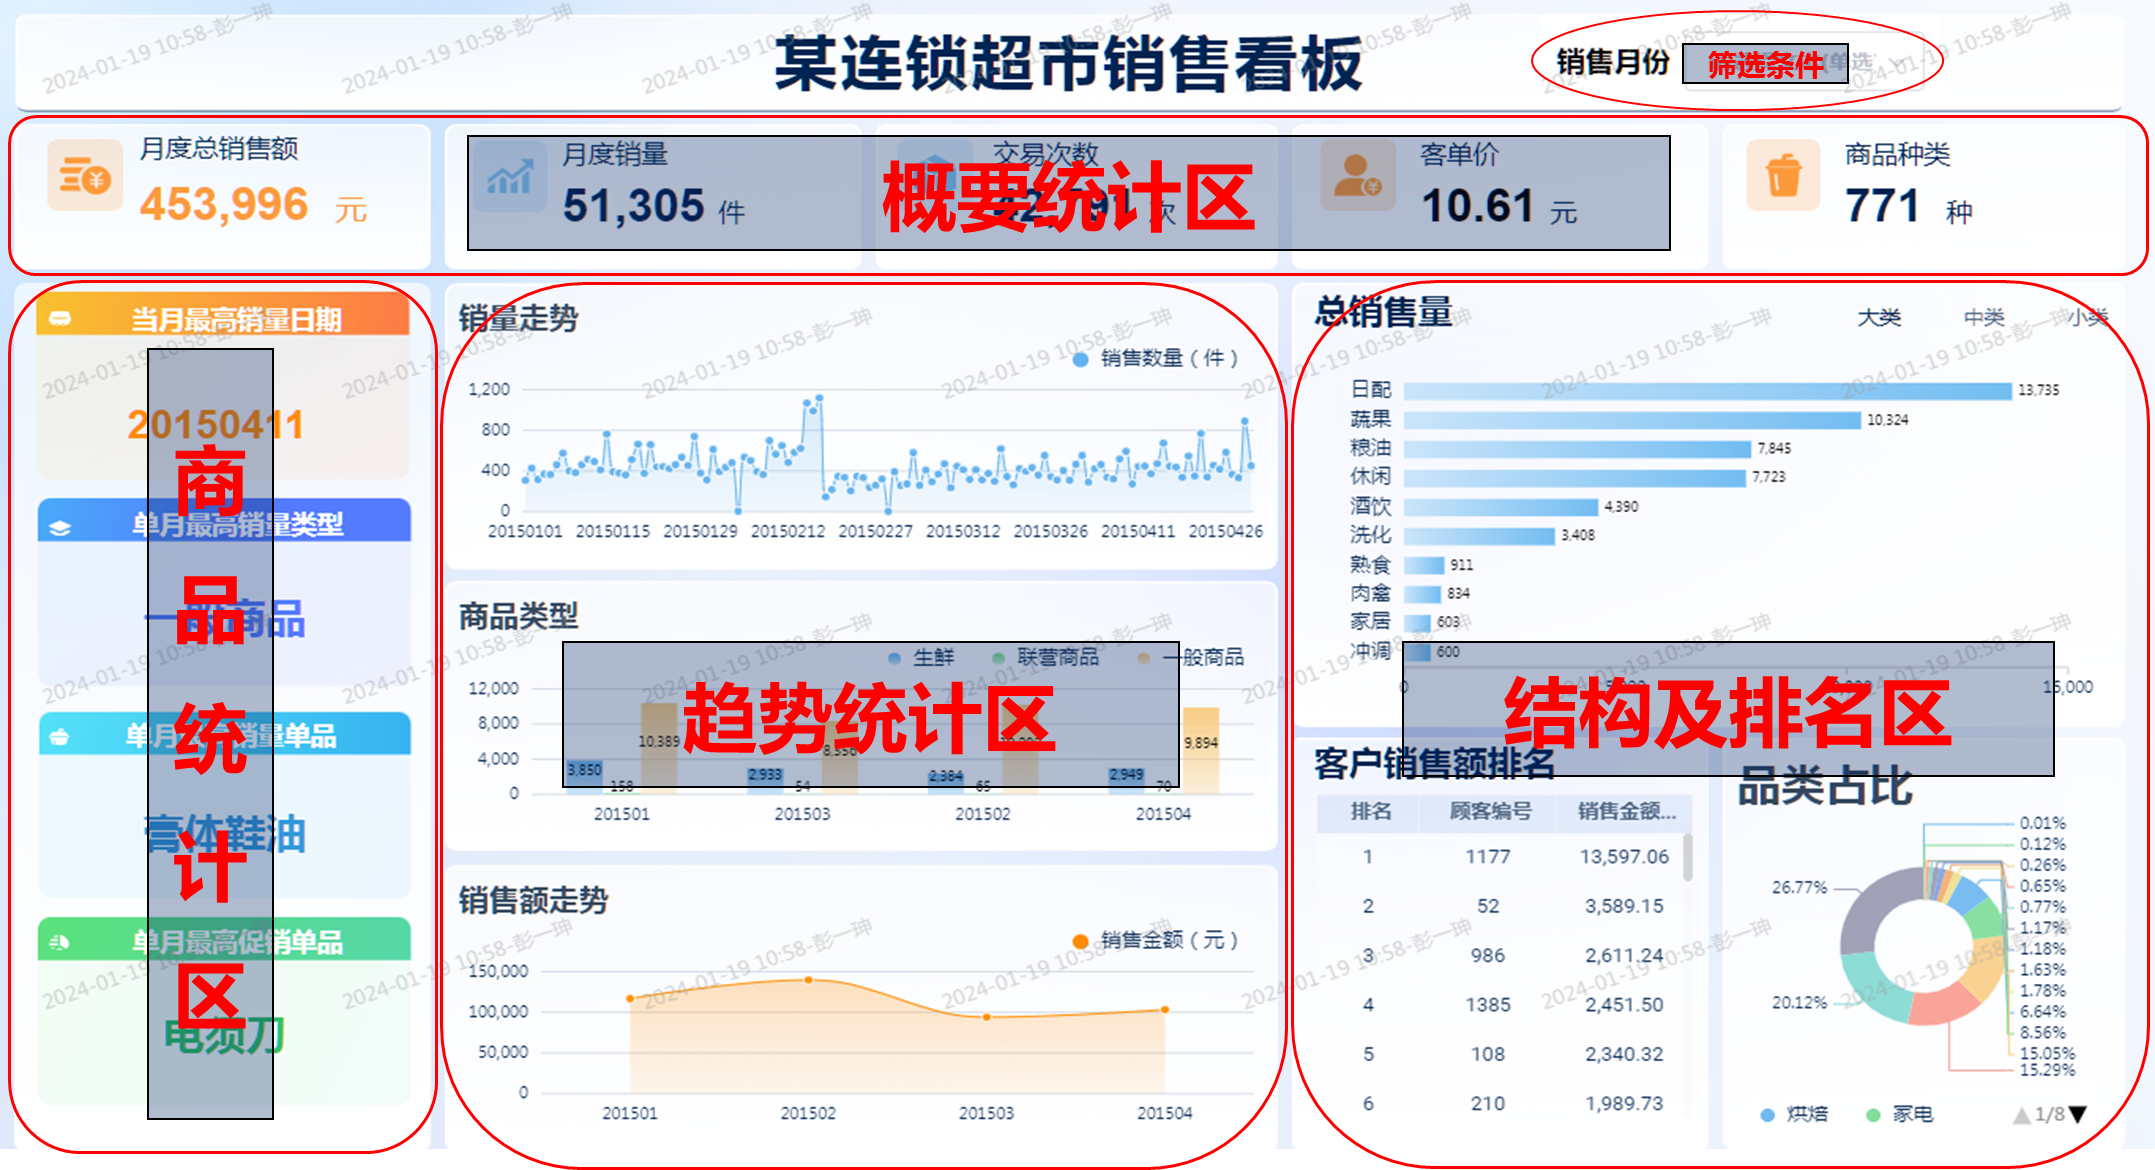 某连锁超市销售看板
销售月份
筛选条件
月度总销售额
453,996 元
月度销量
51,305 件
交易次数
次
客单价
10.61 元
商品种类
771 种
概要统计区
当月最高销量日期
20150411
单月最高销量类型
一般商品
单月最高销量单品
膏体鞋油
单月最高促销单品
电须刀
商品统计区
销量走势
销售数量（件）
1,200
800
400
0
20150101 20150115 20150129 20150212 20150227 20150312 20150326 20150411 20150426
商品类型
生鲜 联营商品 一般商品
12,000
8,000
4,000
0
3,850 158 10,389
2,933 54 8,556
2,384 65
2,949 70 9,894
201501 201503 201502 201504
趋势统计区
销售额走势
销售金额（元）
150,000
100,000
50,000
0
201501 201502 201503 201504
总销售量
大类 中类 小类
日配 13,735
蔬果 10,324
粮油 7,845
休闲 7,723
酒饮 4,390
洗化 3,408
熟食 911
肉禽 834
家居 603
冲调 600
0 15,000
结构及排名区
客户销售额排名
排名 顾客编号 销售金额...
1 1177 13,597.06
2 52 3,589.15
3 986 2,611.24
4 1385 2,451.50
5 108 2,340.32
6 210 1,989.73
品类占比
0.01%
0.12%
0.26%
0.65%
0.77%
1.17%
1.18%
1.63%
1.78%
6.64%
8.56%
15.05%
15.29%
26.77%
20.12%
烘焙 家电 1/8
2024-01-19 10:58-彭一珅